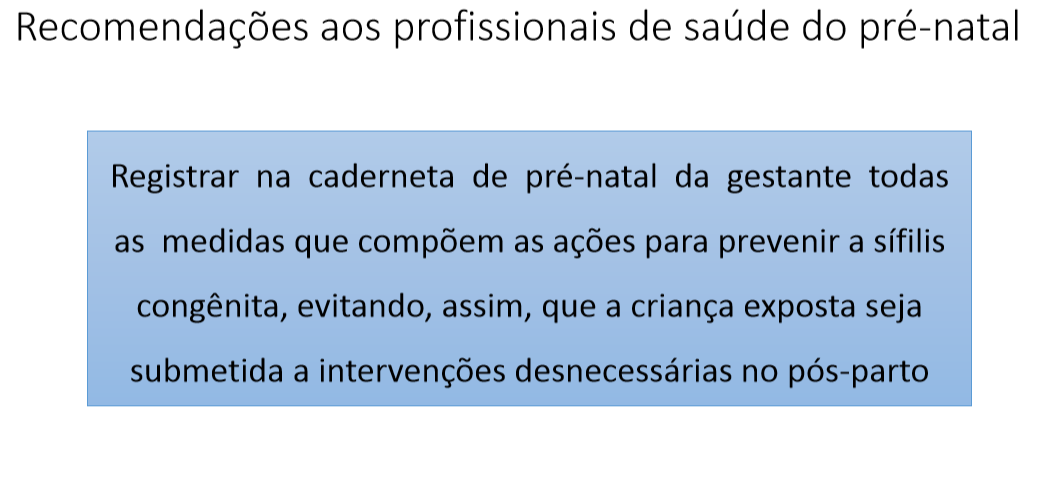 Recomendações aos profissionais de saúde do pré-natal
Registrar na caderneta de pré-natal da gestante todas
as medidas que compõem as ações para prevenir a sífilis
congênita, evitando, assim, que a criança exposta seja
submetida a intervenções desnecessárias no pós-parto